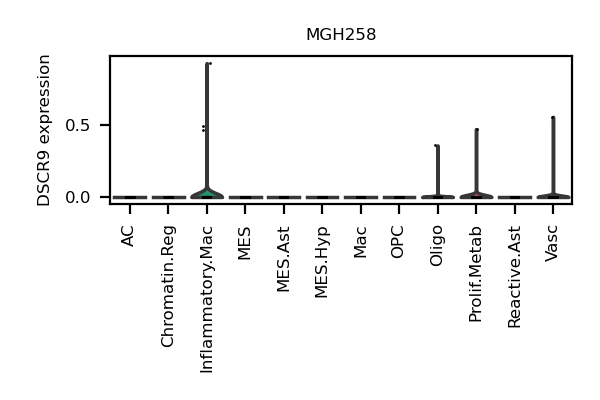 MGH258
DSCR9 expression
0.5
0.0
AC
Chromatin.Reg
Inflammatory.Mac
MES
MES.Ast
MES.Hyp
Mac
OPC
Oligo
Prolif.Metab
Reactive.Ast
Vasc